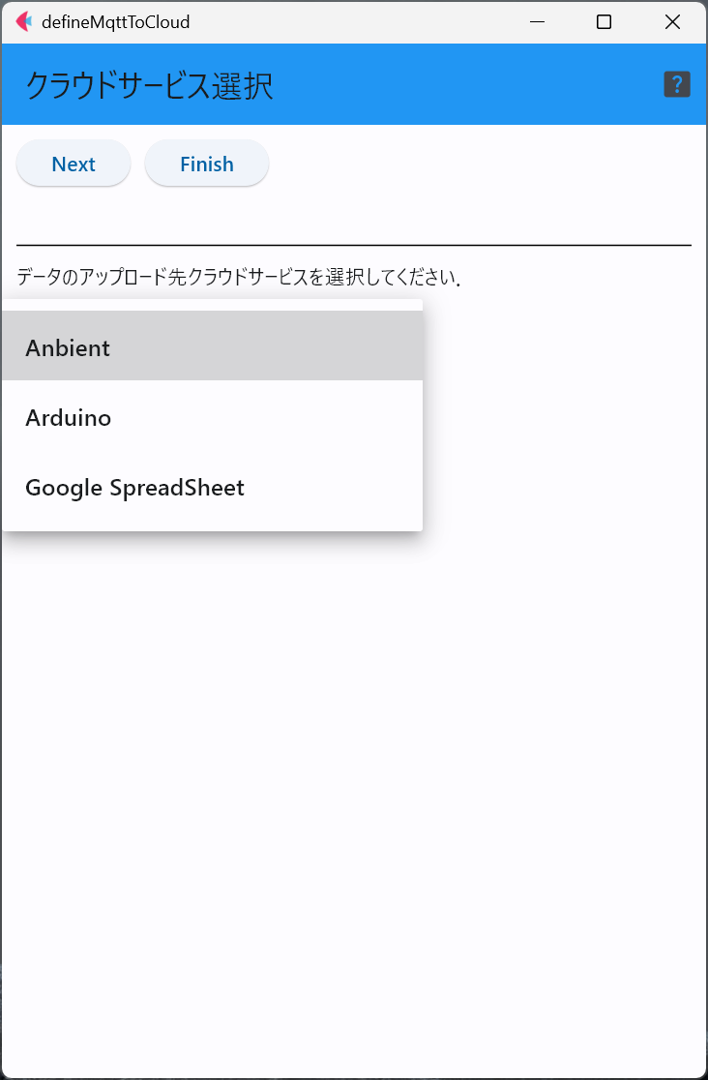 defineMqttToCloud
クラウドサービス選択
?
Next Finish
データのアップロード先クラウドサービスを選択してください.
Anbient
Arduino
Google SpreadSheet